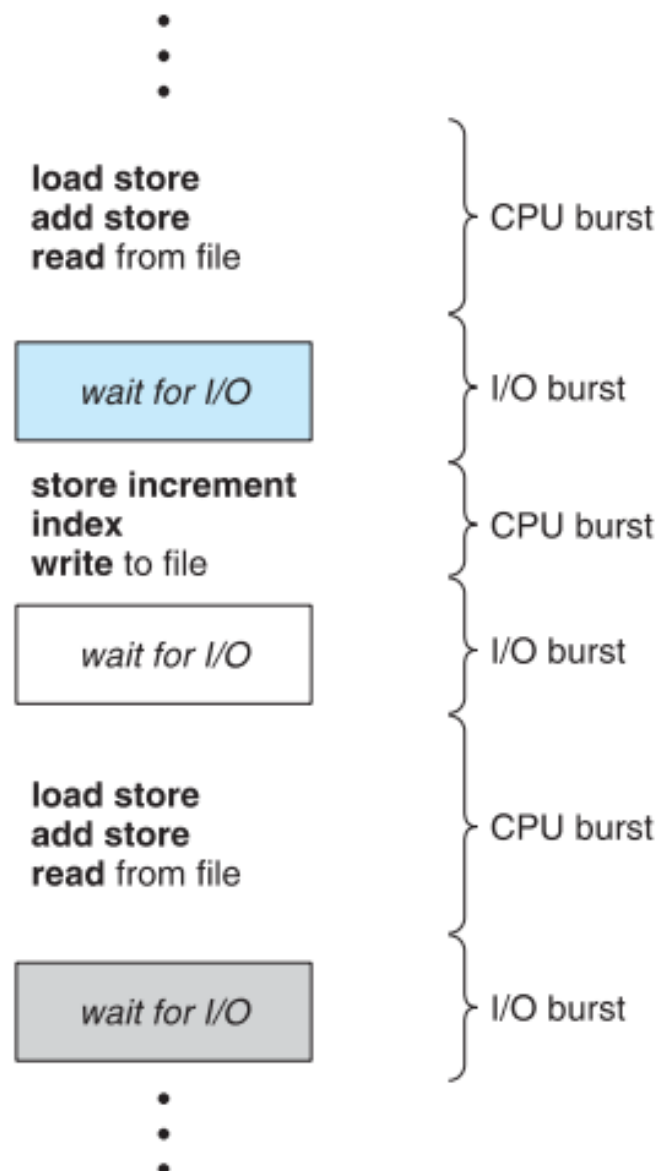 load store
add store
read from file
CPU burst
wait for I/O
I/O burst
store increment
index
write to file
CPU burst
wait for I/O
I/O burst
load store
add store
read from file
CPU burst
wait for I/O
I/O burst